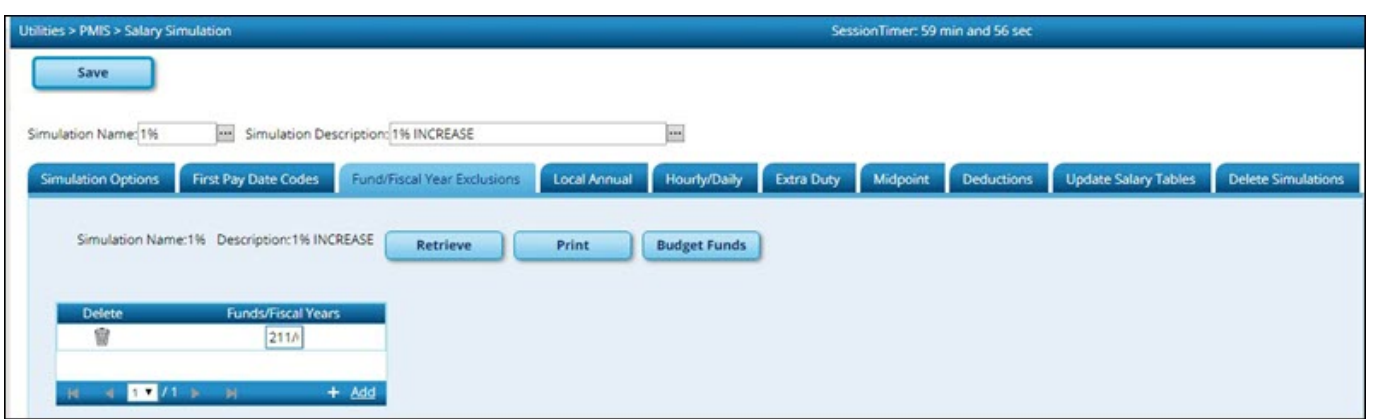 Utilities > PMIS > Salary Simulation SessionTimer: 59 min and 56 sec
Save
Simulation Name: 1% Simulation Description: 1% INCREASE
Simulation Options First Pay Date Codes Fund/Fiscal Year Exclusions Local Annual Hourly/Daily Extra Duty Midpoint Deductions Update Salary Tables Delete Simulations
Simulation Name:1% Description:1% INCREASE Retrieve Print Budget Funds
Delete Funds/Fiscal Years
211/
1 / 1 + Add